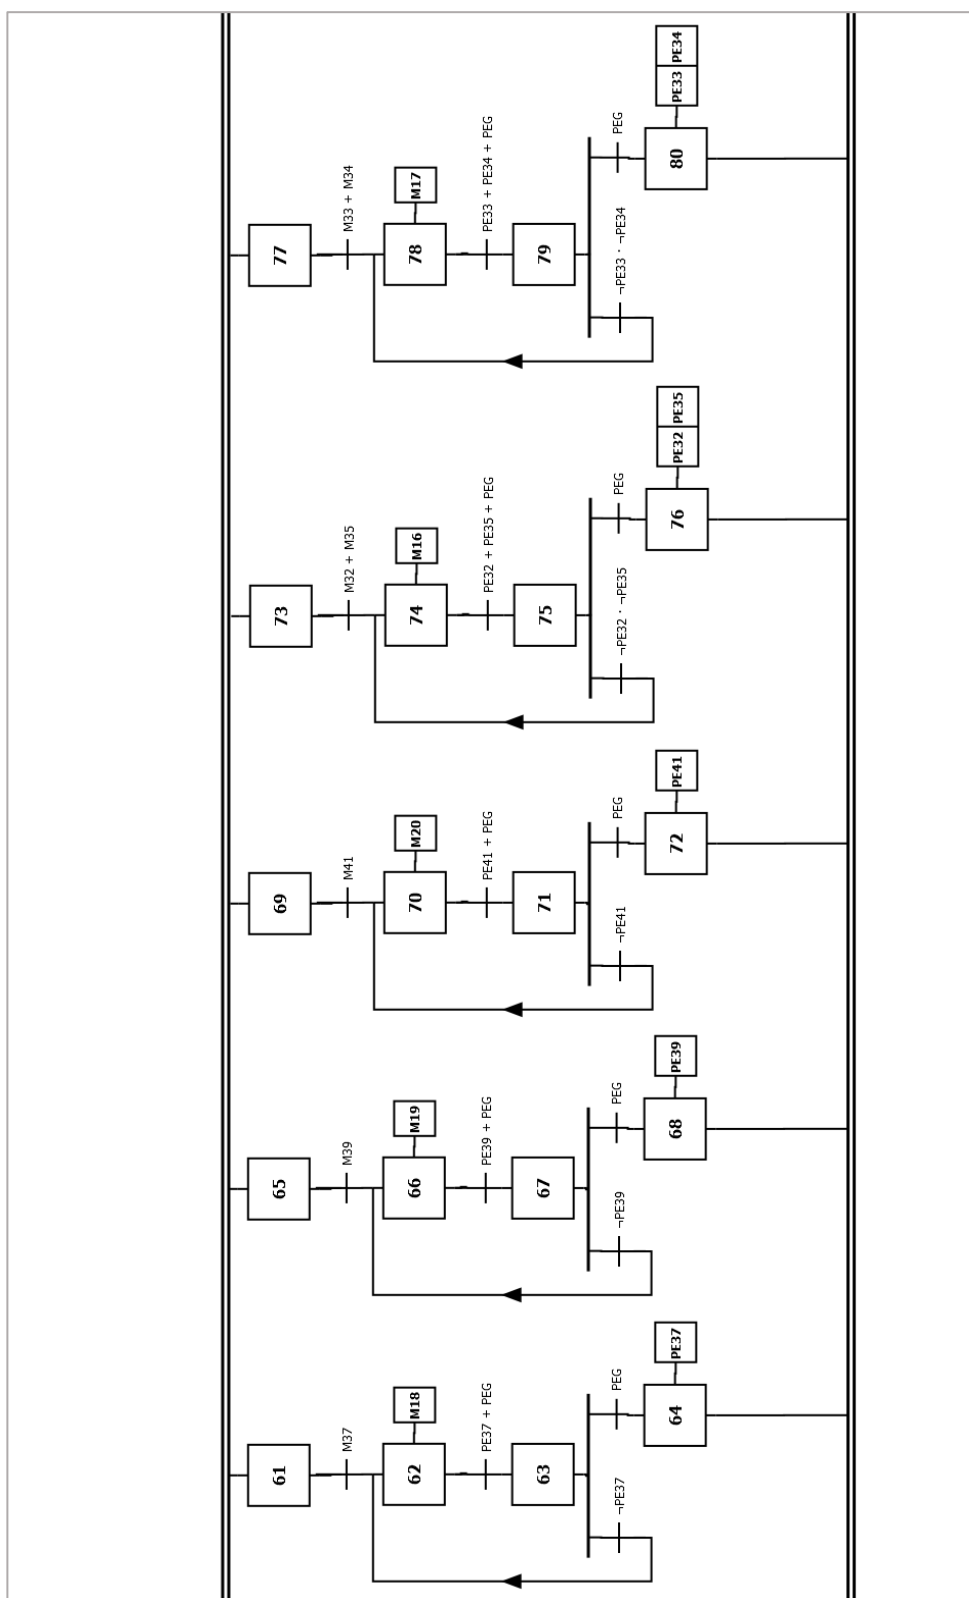 61
M37
62
M18
PE37 + PEG
63
¬PE37
PEG
64
PE37
65
M39
66
M19
PE39 + PEG
67
¬PE39
PEG
68
PE39
69
M41
70
M20
PE41 + PEG
71
¬PE41
PEG
72
PE41
73
M32 + M35
74
M16
PE32 + PE35 + PEG
75
¬PE32 · ¬PE35
PEG
76
PE32 PE35
77
M33 + M34
78
M17
PE33 + PE34 + PEG
79
¬PE33 · ¬PE34
PEG
80
PE33 PE34